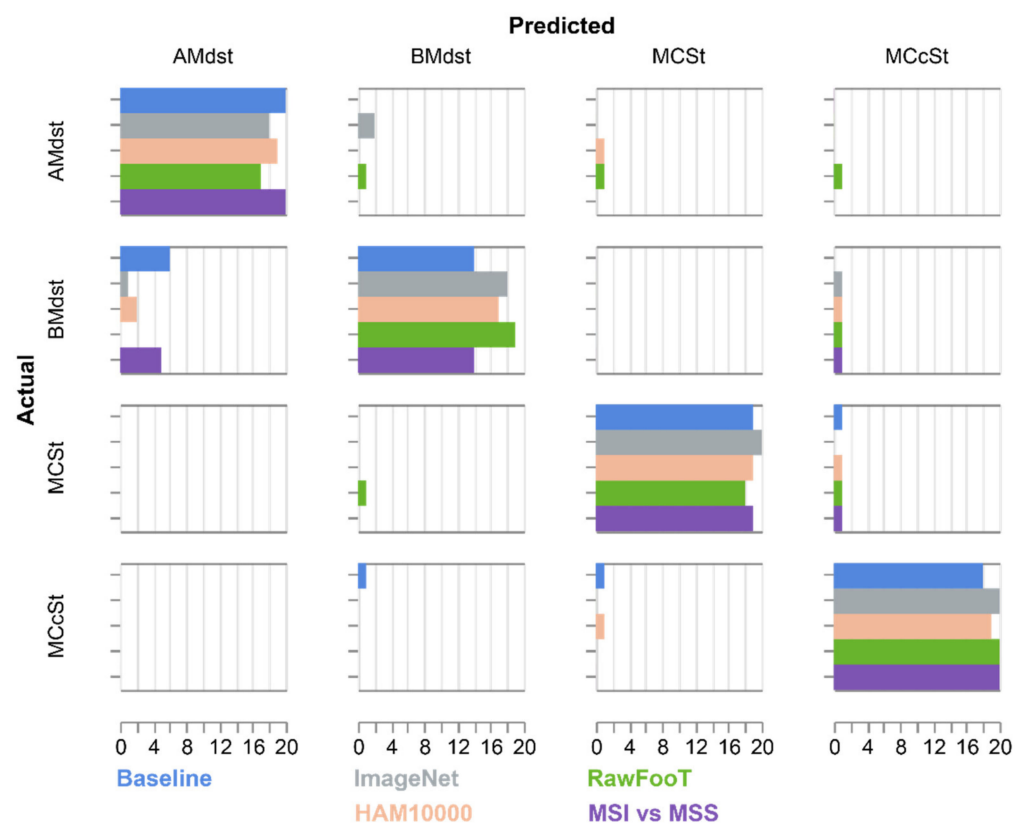 Predicted
AMdst BMdst MCSt MCcSt
Actual
AMdst
BMdst
MCSt
MCcSt
0 4 8 12 16 20 0 4 8 12 16 20 0 4 8 12 16 20 0 4 8 12 16 20
Baseline ImageNet RawFooT
HAM10000 MSI vs MSS